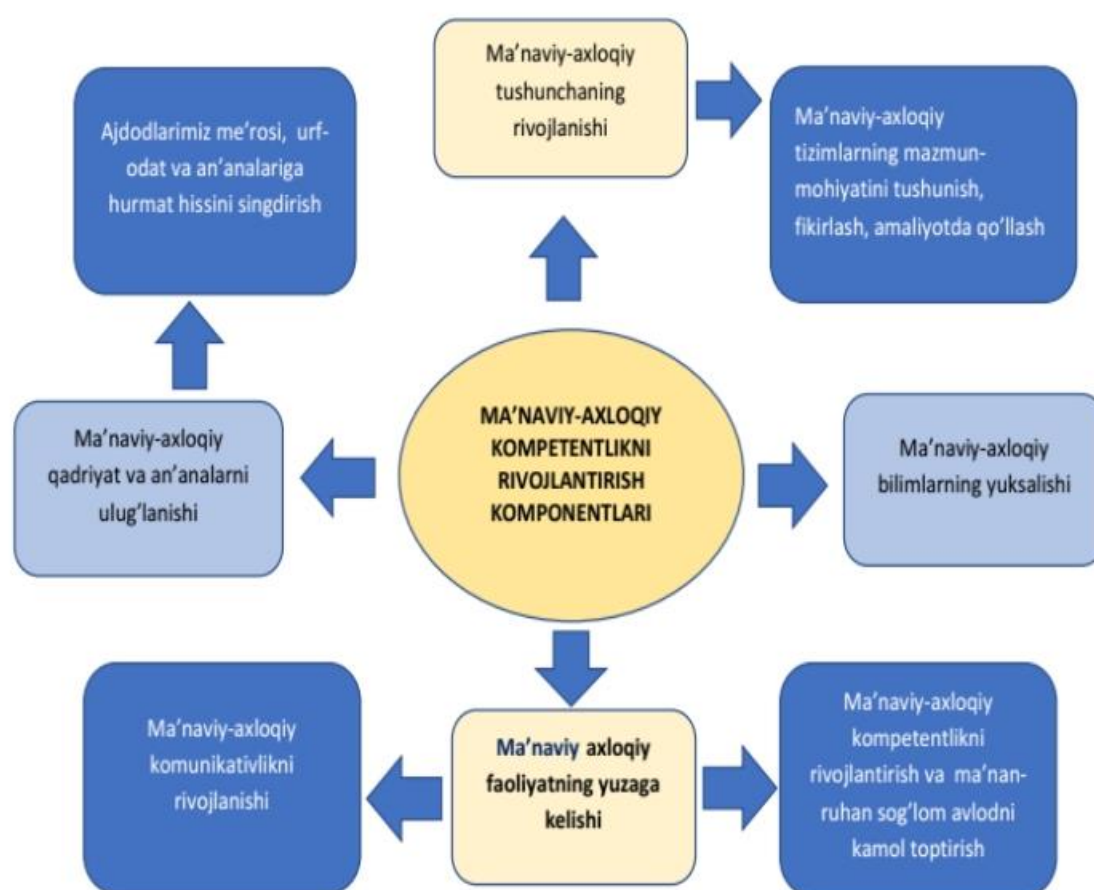 Ma’naviy-axloqiy
tushunchaning
rivojlanishi
Ma’naviy-axloqiy
tizimlarning mazmun-
mohiyatini tushunish,
fikirlash, amaliyotda qo’llash
Ajdodlarimiz me’rosi, urf-
odat va an’analariga
hurmat hissini singdirish
Ma’naviy-axloqiy
qadriyat va an’analarni
ulug’lanishi
MA’NAVIY-AXLOQIY
KOMPETENTLIKNI
RIVOJLANTIRISH
KOMPONENTLARI
Ma’naviy-axloqiy
bilimlarning yuksalishi
Ma’naviy-axloqiy
komunikativlikni
rivojlanishi
Ma’naviy axloqiy
faoliyatning yuzaga
kelishi
Ma’naviy-axloqiy
kompetentlikni
rivojlantirish va ma’nan-
ruhan sog’lom avlodni
kamol toptirish